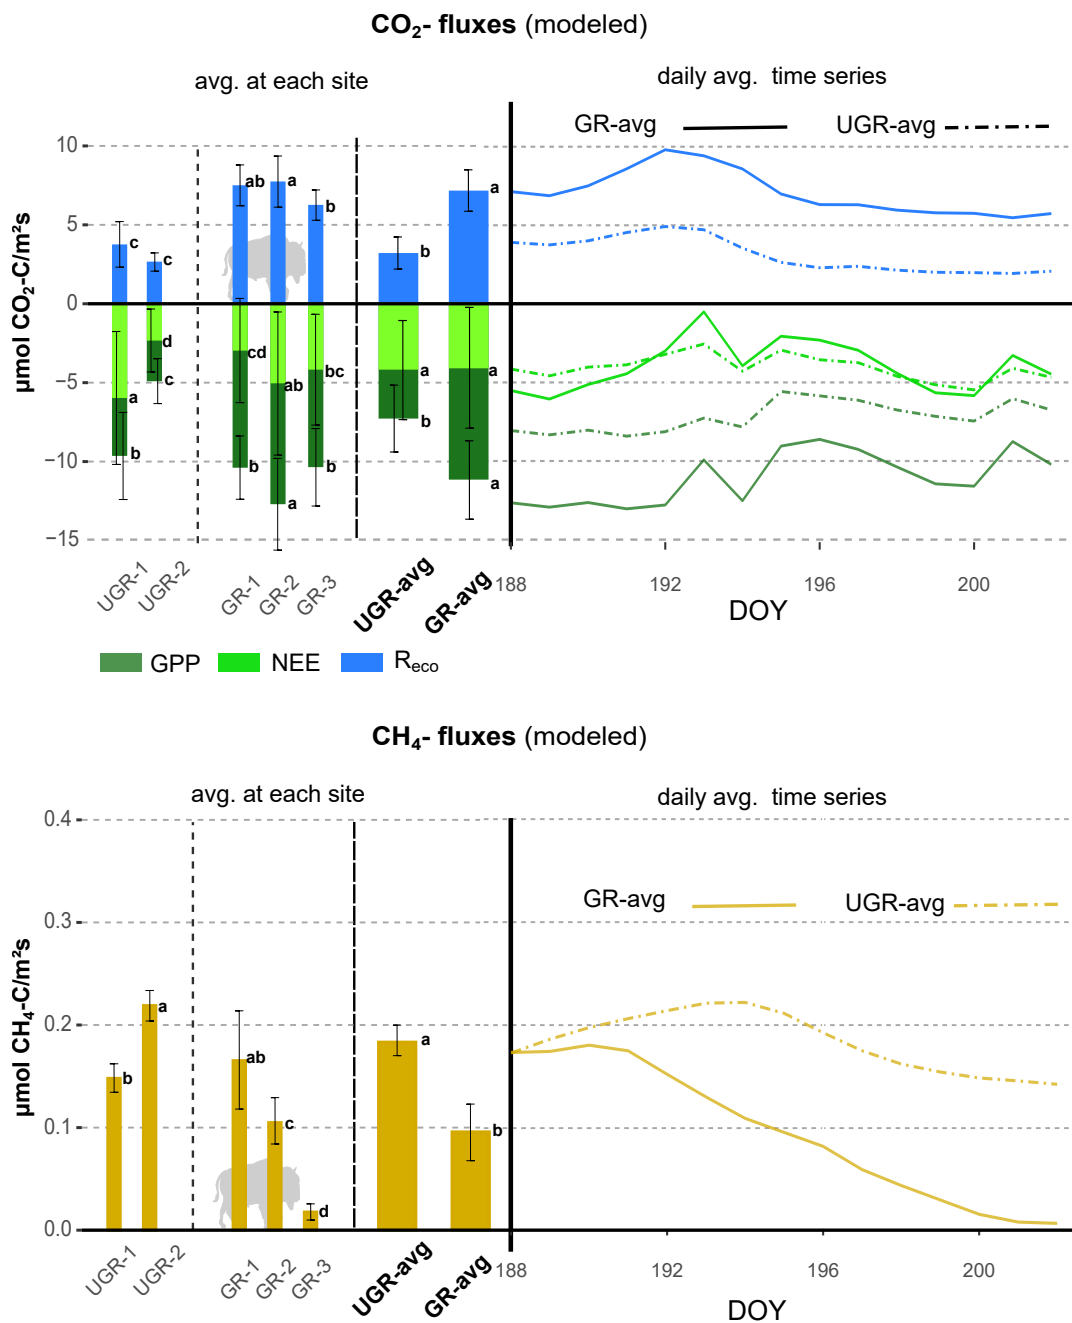 CO₂- fluxes (modeled)
avg. at each site
daily avg. time series
GR-avg
UGR-avg
µmol CO₂-C/m²s
10
5
0
−5
−10
−15
c
c
ab
a
b
b
a
a
b
d
c
cd
b
ab
a
bc
b
a
b
a
a
UGR-1
UGR-2
GR-1
GR-2
GR-3
UGR-avg
GR-avg
188
192
196
200
DOY
GPP
NEE
Reco
CH₄- fluxes (modeled)
avg. at each site
daily avg. time series
GR-avg
UGR-avg
µmol CH₄-C/m²s
0.4
0.3
0.2
0.1
0.0
b
a
ab
c
d
a
b
UGR-1
UGR-2
GR-1
GR-2
GR-3
UGR-avg
GR-avg
188
192
196
200
DOY